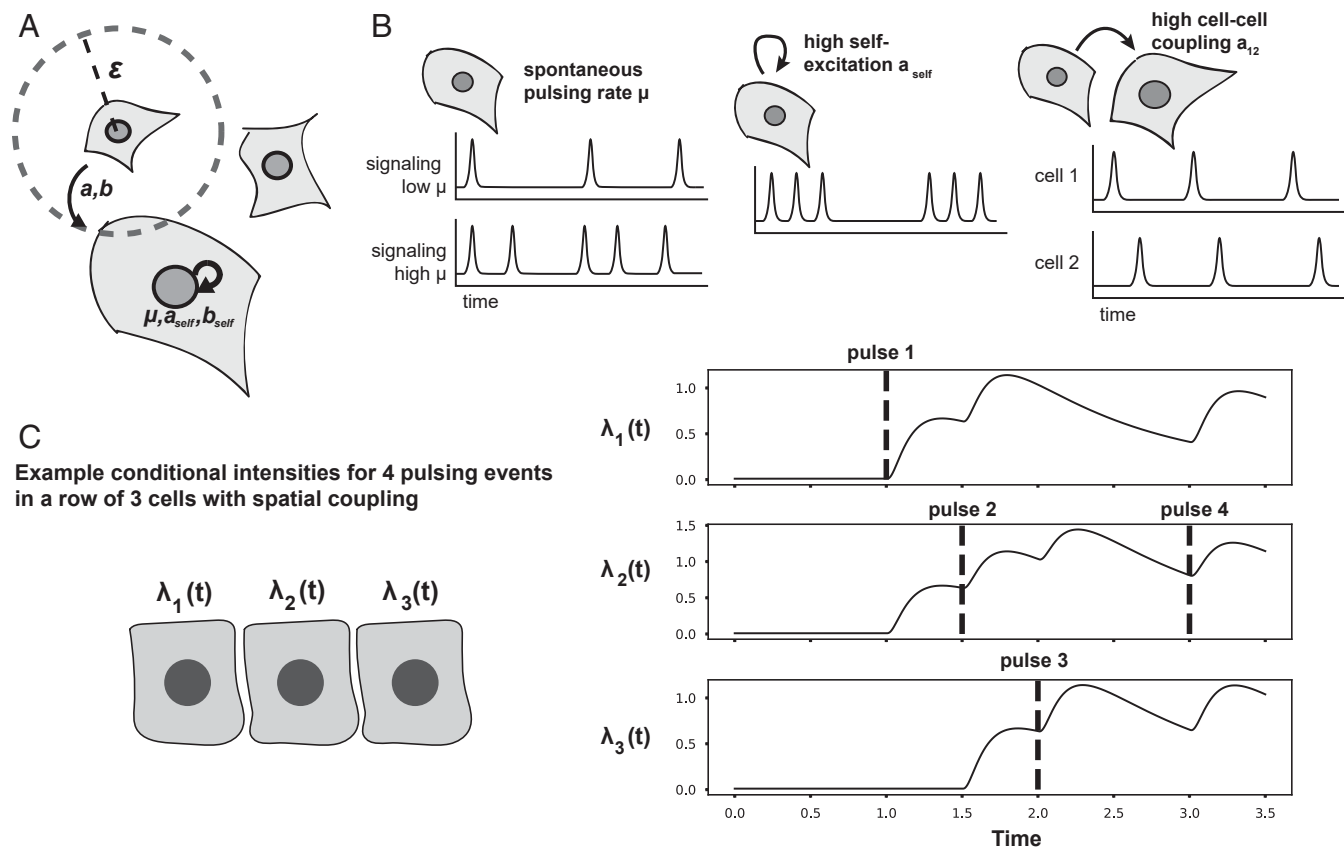 A
ε
a,b
μ,a_self,b_self
B
spontaneous
pulsing rate μ
signaling
low μ
signaling
high μ
time
high self-
excitation a_self
high cell-cell
coupling a_12
cell 1
cell 2
time
C
Example conditional intensities for 4 pulsing events
in a row of 3 cells with spatial coupling
λ_1(t) λ_2(t) λ_3(t)
pulse 1
λ_1(t)
1.0
0.5
0.0
pulse 2 pulse 4
λ_2(t)
1.5
1.0
0.5
0.0
pulse 3
λ_3(t)
1.0
0.5
0.0
0.0 0.5 1.0 1.5 2.0 2.5 3.0 3.5
Time